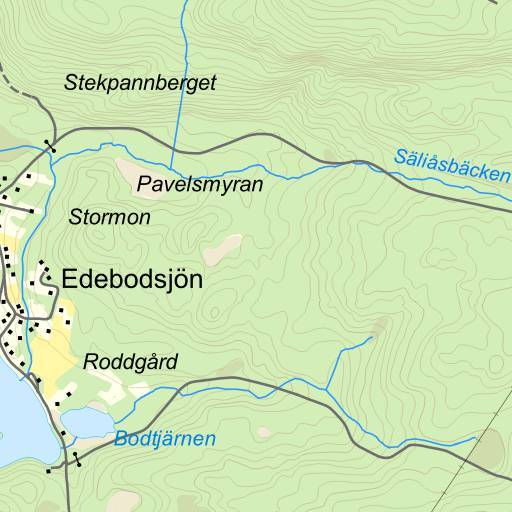 Stekpannberget
Säliåsbäcken
Pavelsmyran
Stormon
Edebodsjön
Roddgård
Bodtjärnen